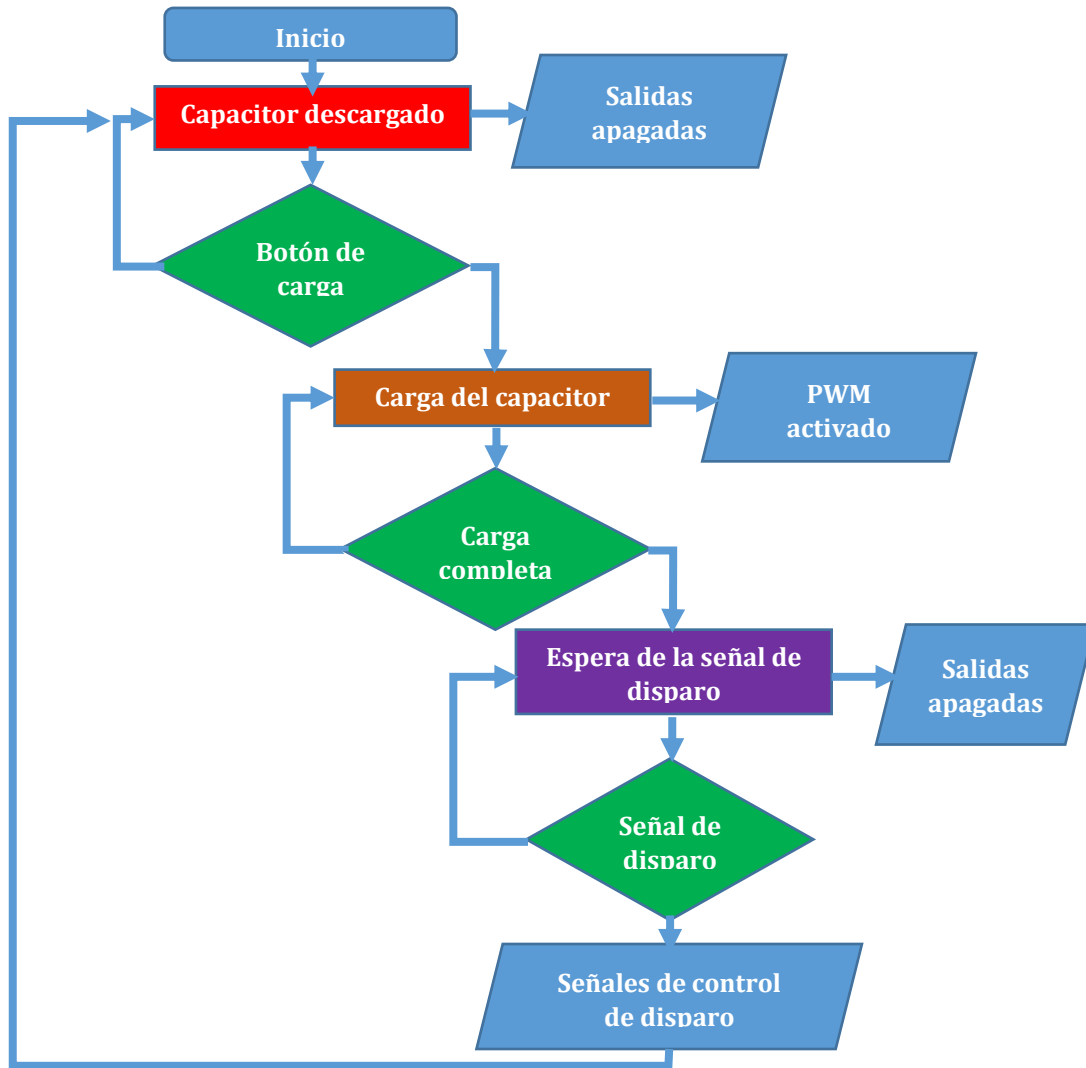 Inicio
Capacitor descargado
Salidas
apagadas
Botón de
carga
Carga del capacitor
PWM
activado
Carga
completa
Espera de la señal de
disparo
Salidas
apagadas
Señal de
disparo
Señales de control
de disparo